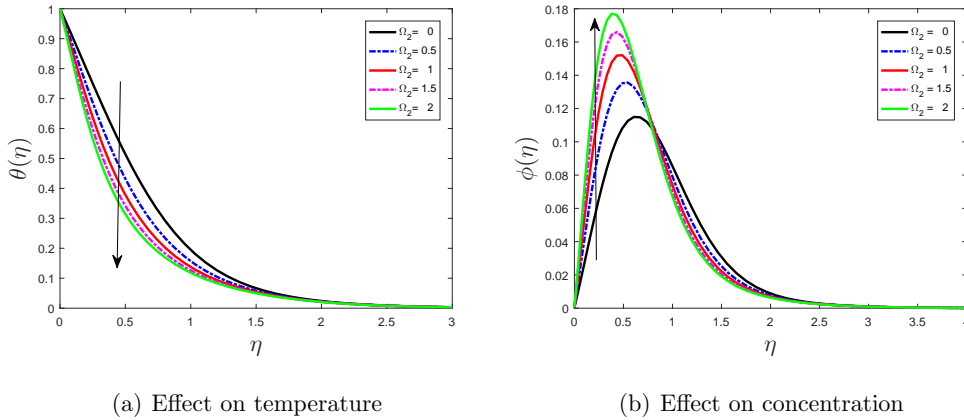 1
0.9
0.8
0.7
0.6
0.5
0.4
0.3
0.2
0.1
0
θ(η)
0
0.5
1
1.5
2
2.5
3
η
Ω2 = 0
Ω2 = 0.5
Ω2 = 1
Ω2 = 1.5
Ω2 = 2
(a) Effect on temperature
0.18
0.16
0.14
0.12
0.10
0.08
0.06
0.04
0.02
0
ϕ(η)
0
0.5
1
1.5
2
2.5
3
3.5
4
η
Ω2 = 0
Ω2 = 0.5
Ω2 = 1
Ω2 = 1.5
Ω2 = 2
(b) Effect on concentration